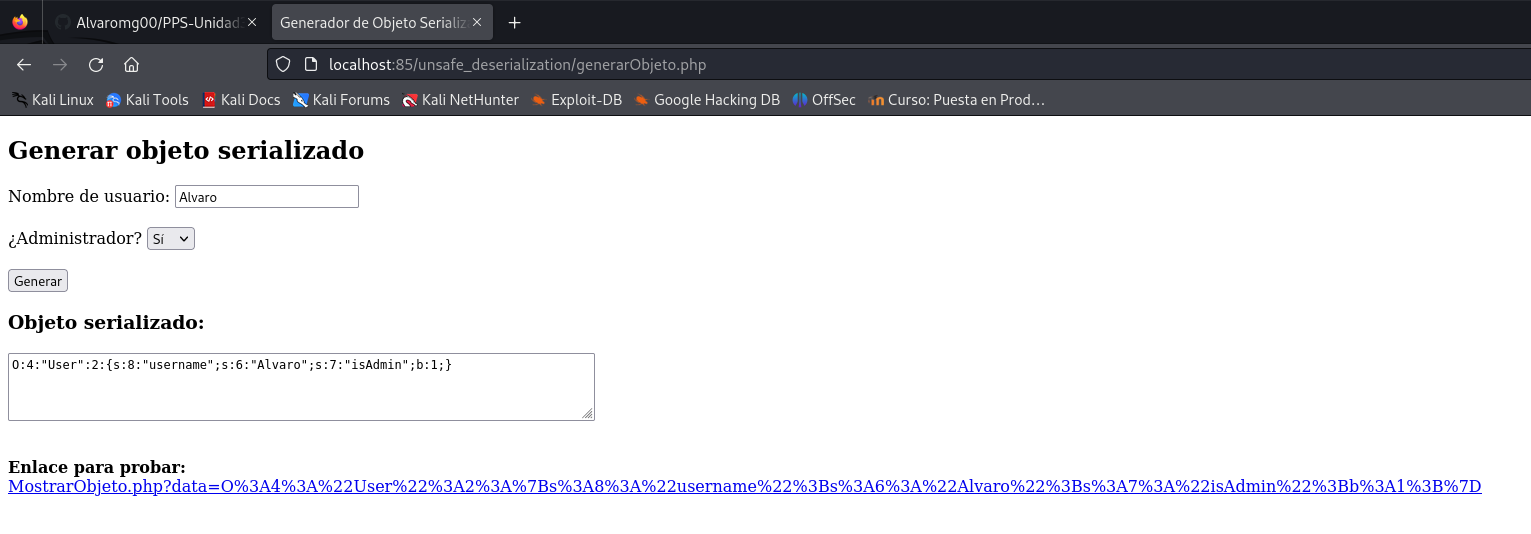 Alvaromg00/PPS-Unidad
Generador de Objeto Serializ
localhost:85/unsafe_deserialization/generarObjeto.php
Kali Linux Kali Tools Kali Docs Kali Forums Kali NetHunter Exploit-DB Google Hacking DB OffSec Curso: Puesta en Prod…
Generar objeto serializado
Nombre de usuario: Alvaro
¿Administrador? Sí
Generar
Objeto serializado:
O:4:"User":2:{s:8:"username";s:6:"Alvaro";s:7:"isAdmin";b:1;}
Enlace para probar:
MostrarObjeto.php?data=O%3A4%3A%22User%22%3A2%3A%7Bs%3A8%3A%22username%22%3Bs%3A6%3A%22Alvaro%22%3Bs%3A7%3A%22isAdmin%22%3Bb%3A1%3B%7D